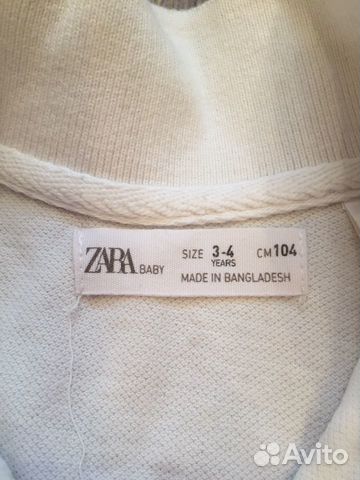 ZARA BABY SIZE 3-4 YEARS CM 104
MADE IN BANGLADESH
Avito